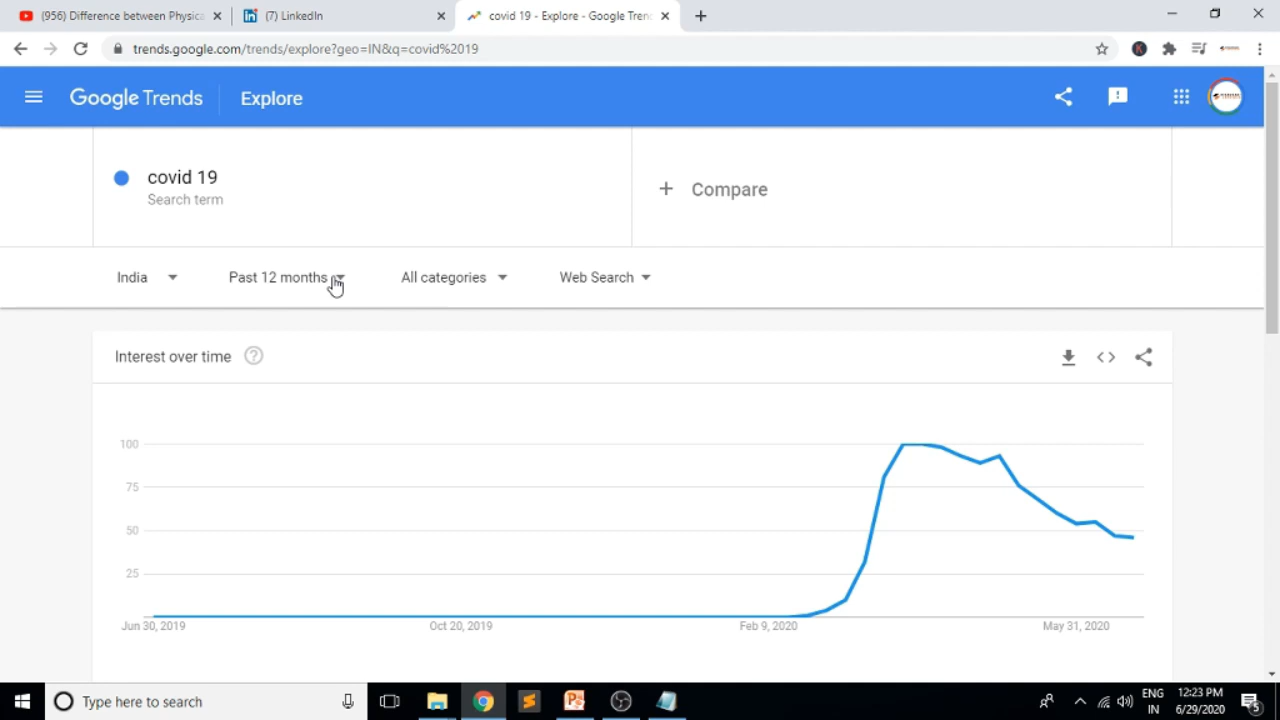 (956) Difference between Physica
(7) LinkedIn
covid 19 - Explore - Google Tren
trends.google.com/trends/explore?geo=IN&q=covid%2019
Google Trends
Explore
covid 19
Search term
+ Compare
India
Past 12 months
All categories
Web Search
Interest over time
100
75
50
25
Jun 30, 2019
Oct 20, 2019
Feb 9, 2020
May 31, 2020
Type here to search
ENG
IN
12:23 PM
6/29/2020
5